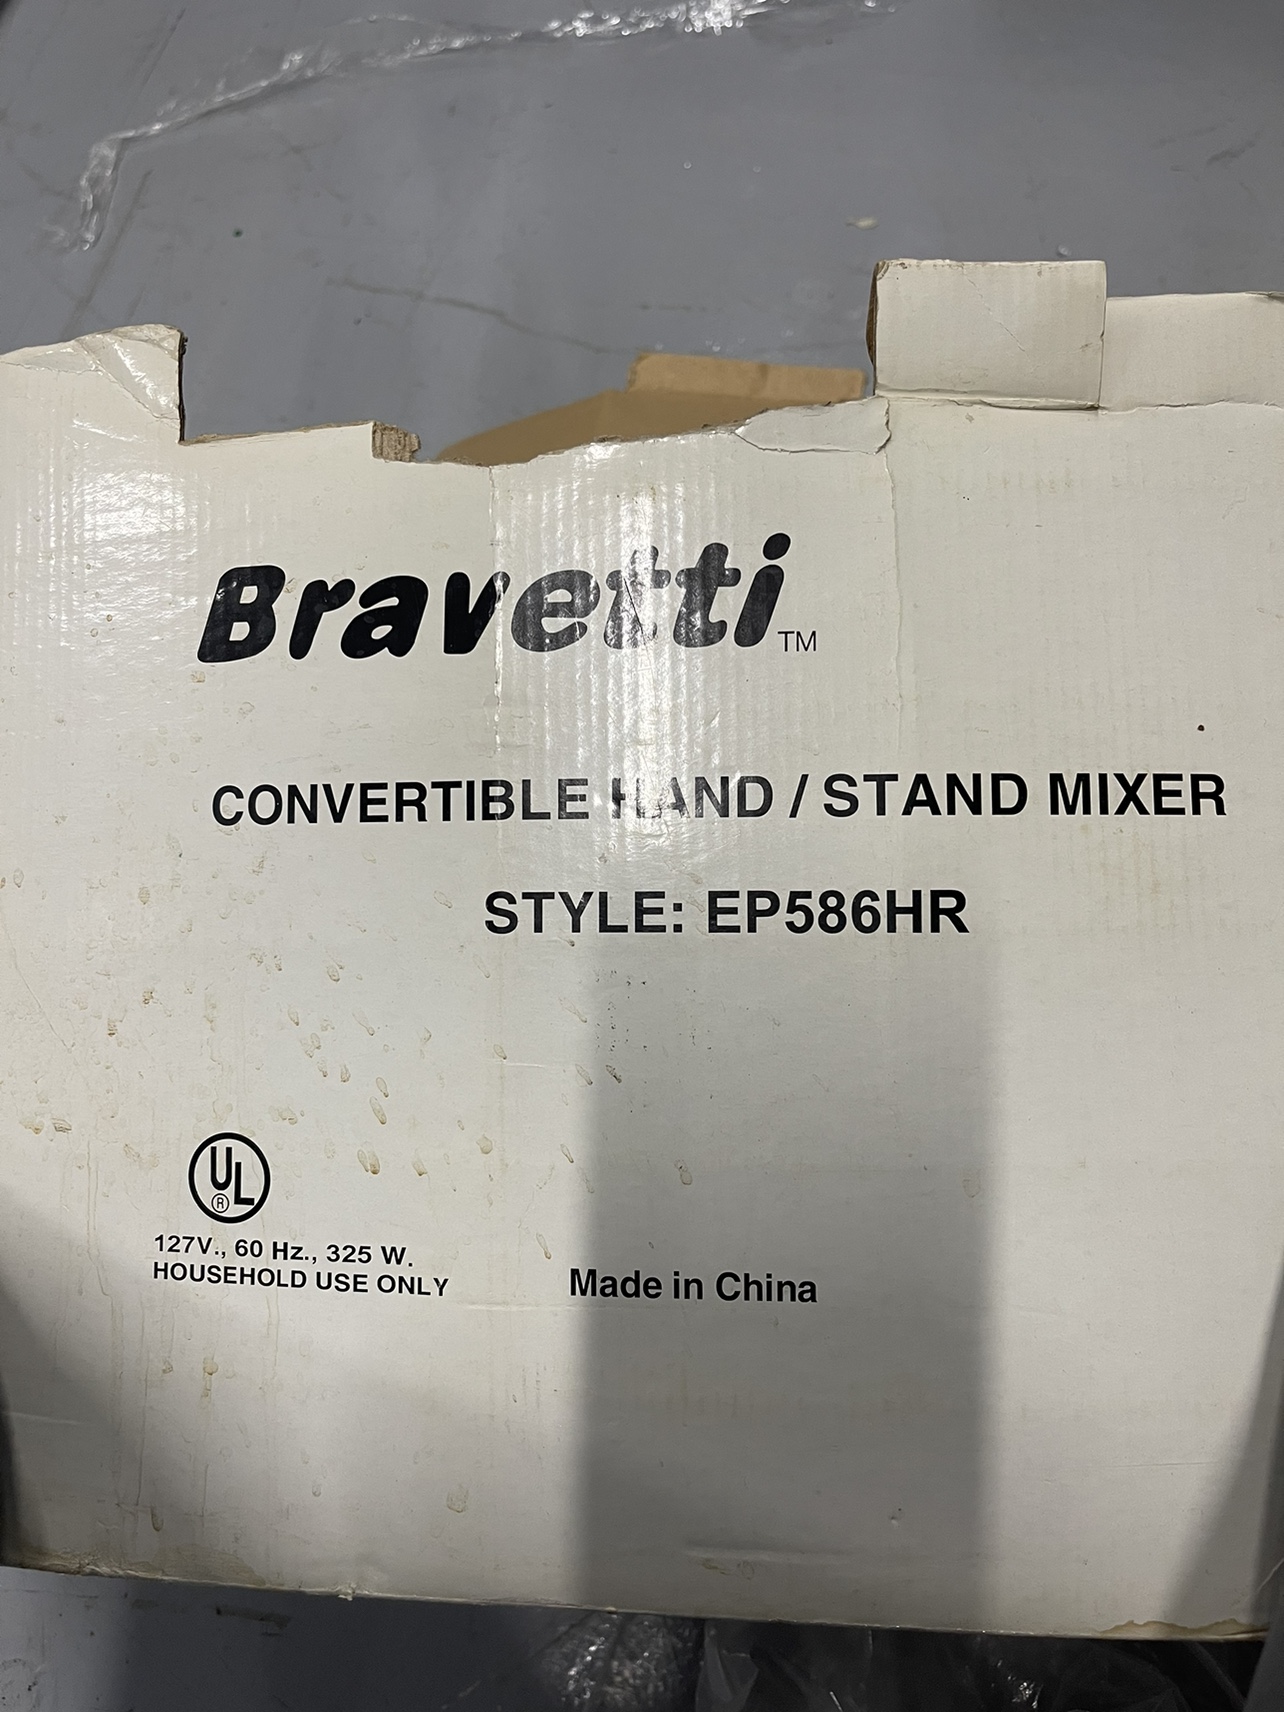 Bravetti™
CONVERTIBLE HAND / STAND MIXER
STYLE: EP586HR
UL®
127V., 60 Hz., 325 W.
HOUSEHOLD USE ONLY
Made in China